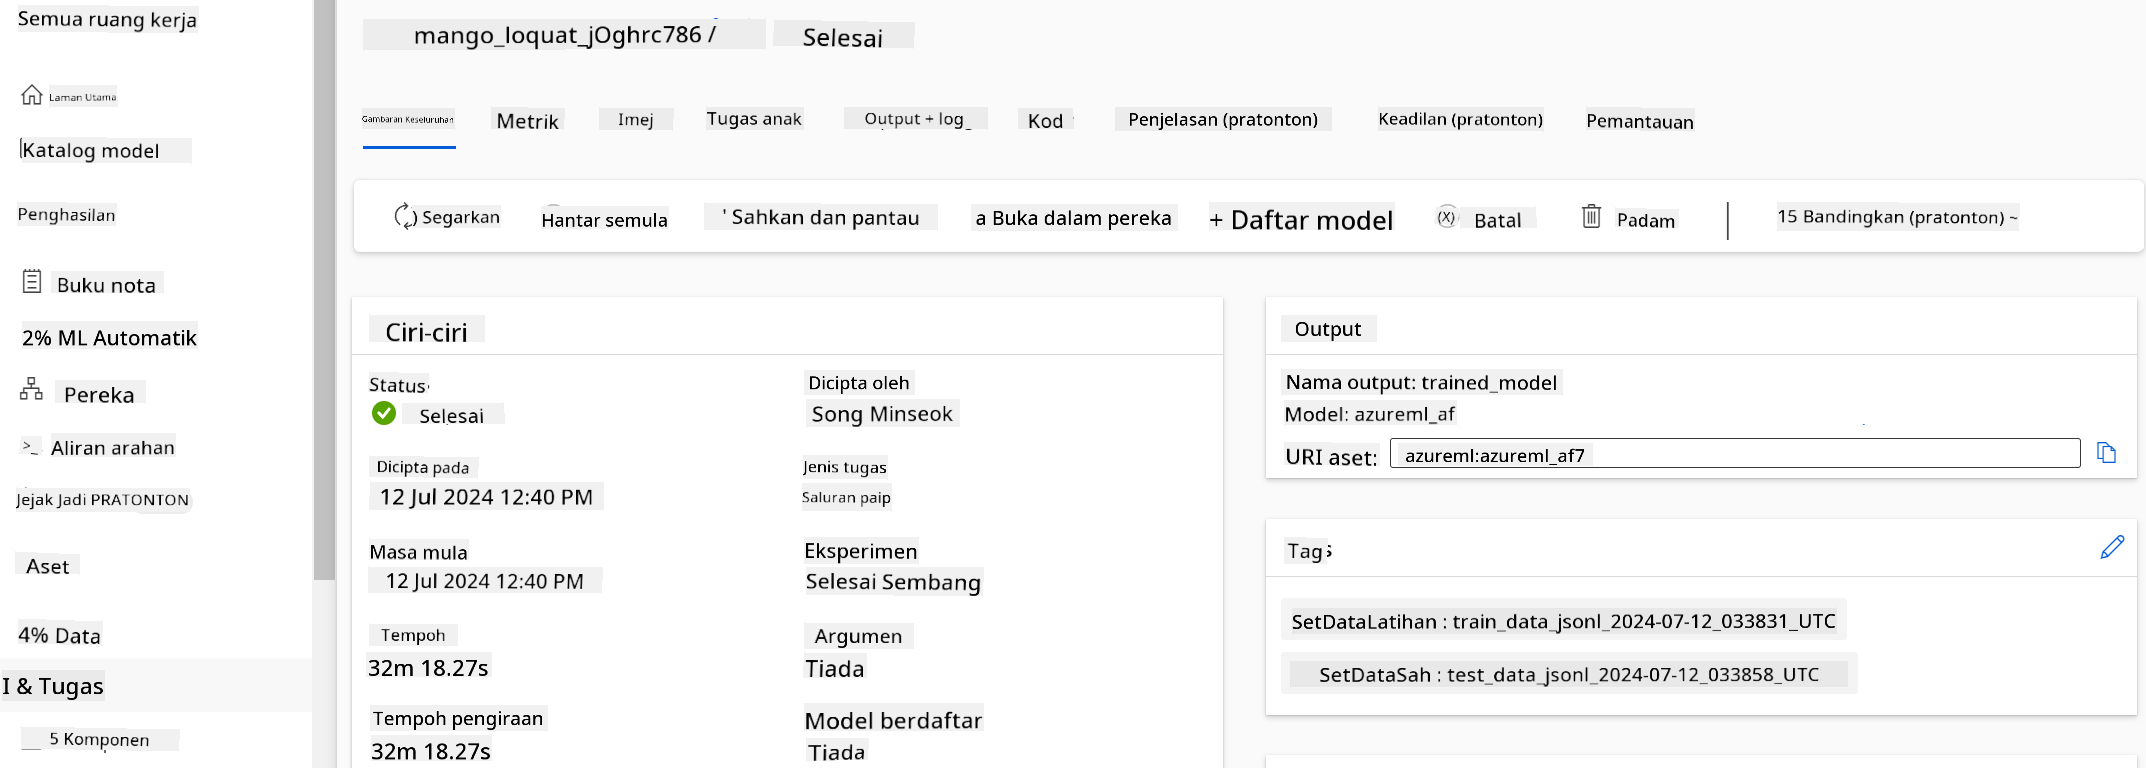 Semua ruang kerja
Laman Utama
Katalog model
Penghasilan
Buku nota
2% ML Automatik
Pereka
Aliran arahan
Jejak Jadi PRATONTON
Aset
4% Data
I & Tugas
5 Komponen
mango_loquat_jOghrc786 / Selesai
Gambaran Keseluruhan Metrik Imej Tugas anak Output + log_ Kod Penjelasan (pratonton) Keadilan (pratonton) Pemantauan
Segarkan Hantar semula ' Sahkan dan pantau a Buka dalam pereka + Daftar model (X) Batal Padam 15 Bandingkan (pratonton) ~
Ciri-ciri
Status
Selesai
Dicipta pada
12 Jul 2024 12:40 PM
Masa mula
12 Jul 2024 12:40 PM
Tempoh
32m 18.27s
Tempoh pengiraan
32m 18.27s
Dicipta oleh
Song Minseok
Jenis tugas
Saluran paip
Eksperimen
Selesai Sembang
Argumen
Tiada
Model berdaftar
Tiada
Output
Nama output: trained_model
Model: azureml_af
URI aset: azureml:azureml_af7
Tags
SetDataLatihan : train_data_jsonl_2024-07-12_033831_UTC
SetDataSah : test_data_jsonl_2024-07-12_033858_UTC